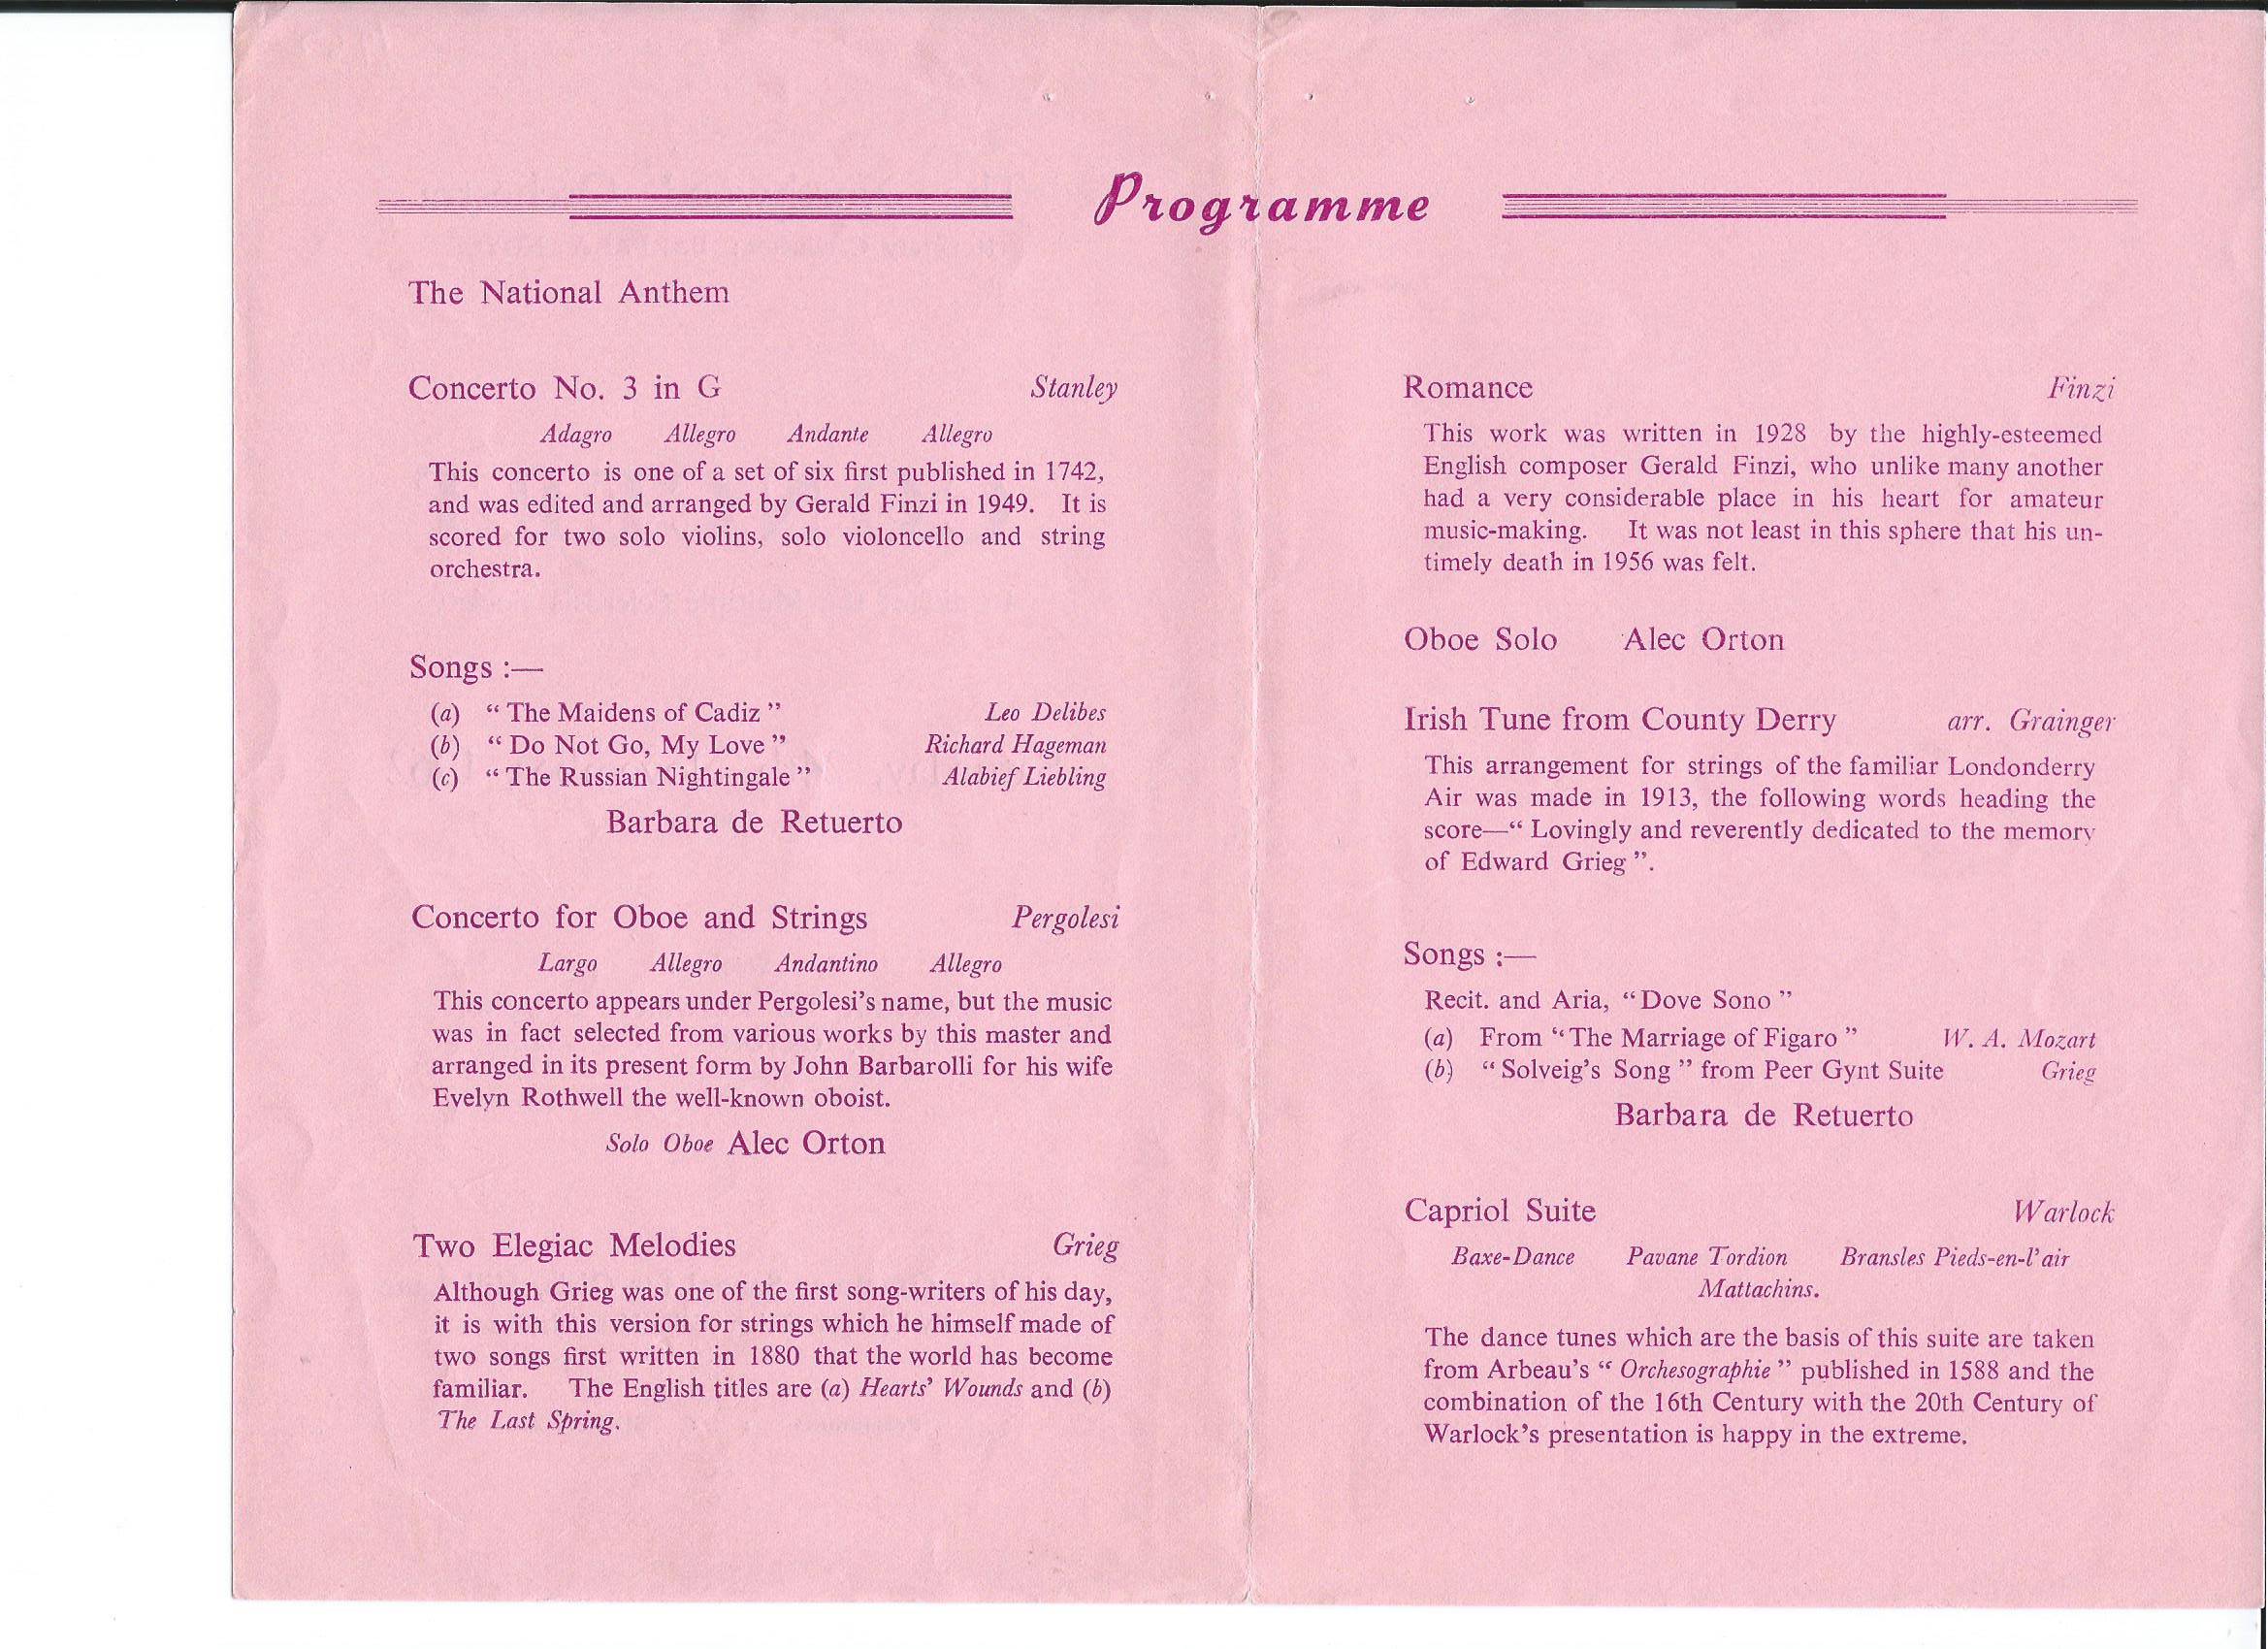 Programme
The National Anthem
Concerto No. 3 in G Stanley
Adagro Allegro Andante Allegro
This concerto is one of a set of six first published in 1742,
and was edited and arranged by Gerald Finzi in 1949. It is
scored for two solo violins, solo violoncello and string
orchestra.
Songs :—
(a) “ The Maidens of Cadiz ” Leo Delibes
(b) “ Do Not Go, My Love ” Richard Hageman
(c) “ The Russian Nightingale ” Alabief Liebling
Barbara de Retuerto
Concerto for Oboe and Strings Pergolesi
Largo Allegro Andantino Allegro
This concerto appears under Pergolesi’s name, but the music
was in fact selected from various works by this master and
arranged in its present form by John Barbarolli for his wife
Evelyn Rothwell the well-known oboist.
Solo Oboe Alec Orton
Two Elegiac Melodies Grieg
Although Grieg was one of the first song-writers of his day,
it is with this version for strings which he himself made of
two songs first written in 1880 that the world has become
familiar. The English titles are (a) Hearts’ Wounds and (b)
The Last Spring.
Romance Finzi
This work was written in 1928 by the highly-esteemed
English composer Gerald Finzi, who unlike many another
had a very considerable place in his heart for amateur
music-making. It was not least in this sphere that his un-
timely death in 1956 was felt.
Oboe Solo Alec Orton
Irish Tune from County Derry arr. Grainger
This arrangement for strings of the familiar Londonderry
Air was made in 1913, the following words heading the
score—“ Lovingly and reverently dedicated to the memory
of Edward Grieg ”.
Songs :—
Recit. and Aria, “ Dove Sono ”
(a) From “ The Marriage of Figaro ” W. A. Mozart
(b) “ Solveig’s Song ” from Peer Gynt Suite Grieg
Barbara de Retuerto
Capriol Suite Warlock
Baxe-Dance Pavane Tordion Bransles Pieds-en-l’air
Mattachins.
The dance tunes which are the basis of this suite are taken
from Arbeau’s “ Orchesographie ” published in 1588 and the
combination of the 16th Century with the 20th Century of
Warlock’s presentation is happy in the extreme.